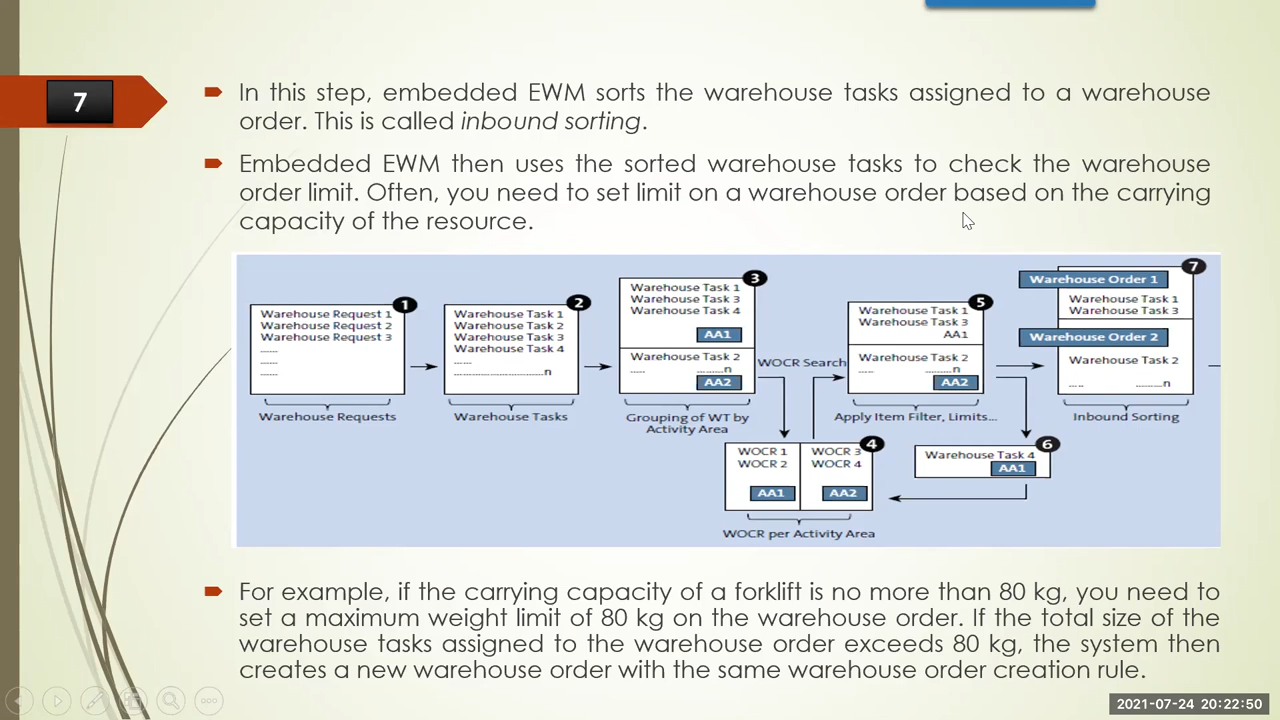 7
In this step, embedded EWM sorts the warehouse tasks assigned to a warehouse
order. This is called inbound sorting.
Embedded EWM then uses the sorted warehouse tasks to check the warehouse
order limit. Often, you need to set limit on a warehouse order based on the carrying
capacity of the resource.
1
Warehouse Request 1
Warehouse Request 2
Warehouse Request 3
......
......
......
Warehouse Requests
2
Warehouse Task 1
Warehouse Task 2
Warehouse Task 3
Warehouse Task 4
......
..............................n
Warehouse Tasks
3
Warehouse Task 1
Warehouse Task 3
Warehouse Task 4
AA1
Warehouse Task 2
..... .........n
AA2
Grouping of WT by
Activity Area
WOCR Search
4
WOCR 1
WOCR 2
AA1
WOCR 3
WOCR 4
AA2
WOCR per Activity Area
5
Warehouse Task 1
Warehouse Task 3
AA1
Warehouse Task 2
..... .........n
AA2
Apply Item Filter, Limits...
6
Warehouse Task 4
AA1
7
Warehouse Order 1
Warehouse Task 1
Warehouse Task 3
Warehouse Order 2
Warehouse Task 2
..... .........n
Inbound Sorting
For example, if the carrying capacity of a forklift is no more than 80 kg, you need to
set a maximum weight limit of 80 kg on the warehouse order. If the total size of the
warehouse tasks assigned to the warehouse order exceeds 80 kg, the system then
creates a new warehouse order with the same warehouse order creation rule.
2021-07-24 20:22:50